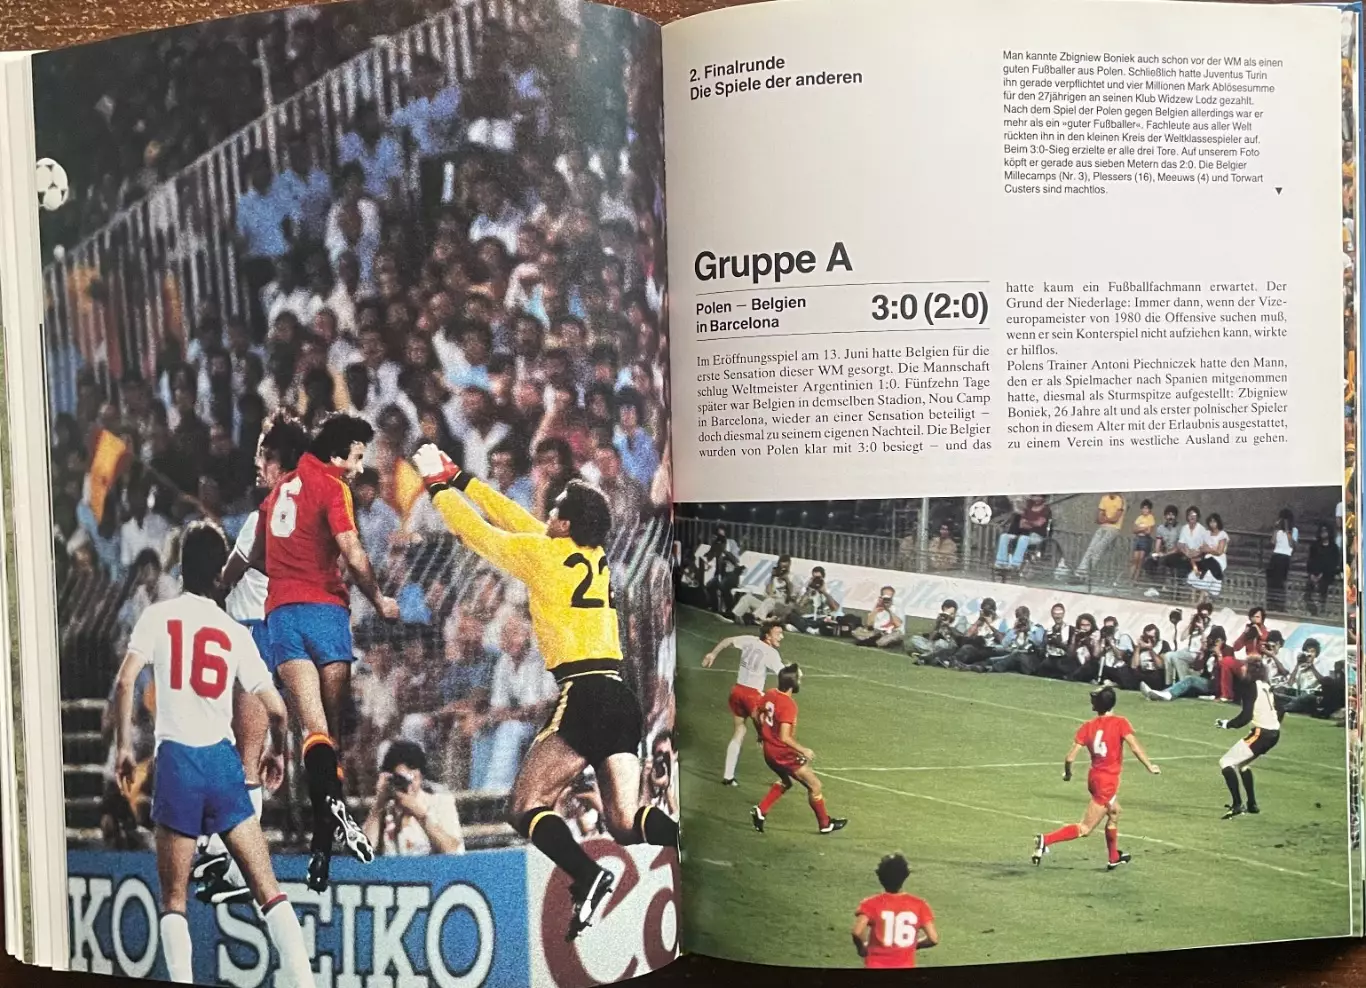 6
22
16
KO
SEIKO
Ca
2. Finalrunde
Die Spiele der anderen
Man kannte Zbigniew Boniek auch schon vor der WM als einen
guten Fußballer aus Polen. Schließlich hatte Juventus Turin
ihn gerade verpflichtet und vier Millionen Mark Ablösesumme
für den 27jährigen an seinen Klub Widzew Lodz gezahlt.
Nach dem Spiel der Polen gegen Belgien allerdings war er
mehr als ein »guter Fußballer«. Fachleute aus aller Welt
rückten ihn in den kleinen Kreis der Weltklassespieler auf.
Beim 3:0-Sieg erzielte er alle drei Tore. Auf unserem Foto
köpft er gerade aus sieben Metern das 2:0. Die Belgier
Millecamps (Nr. 3), Plessers (16), Meeuws (4) und Torwart
Custers sind machtlos.
Gruppe A
Polen – Belgien
in Barcelona
3:0 (2:0)
Im Eröffnungsspiel am 13. Juni hatte Belgien für die
erste Sensation dieser WM gesorgt. Die Mannschaft
schlug Weltmeister Argentinien 1:0. Fünfzehn Tage
später war Belgien in demselben Stadion, Nou Camp
in Barcelona, wieder an einer Sensation beteiligt –
doch diesmal zu seinem eigenen Nachteil. Die Belgier
wurden von Polen klar mit 3:0 besiegt – und das
hatte kaum ein Fußballfachmann erwartet. Der
Grund der Niederlage: Immer dann, wenn der Vize-
europameister von 1980 die Offensive suchen muß,
wenn er sein Konterspiel nicht aufziehen kann, wirkte
er hilflos.
Polens Trainer Antoni Piechniczek hatte den Mann,
den er als Spielmacher nach Spanien mitgenommen
hatte, diesmal als Sturmspitze aufgestellt: Zbigniew
Boniek, 26 Jahre alt und als erster polnischer Spieler
schon in diesem Alter mit der Erlaubnis ausgestattet,
zu einem Verein ins westliche Ausland zu gehen.
20
3
4
16